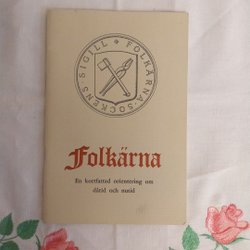 FOLKÄRNA · SOCKENS SIGILL
Folkärna
En kortfattad orientering om
dåtid och nutid